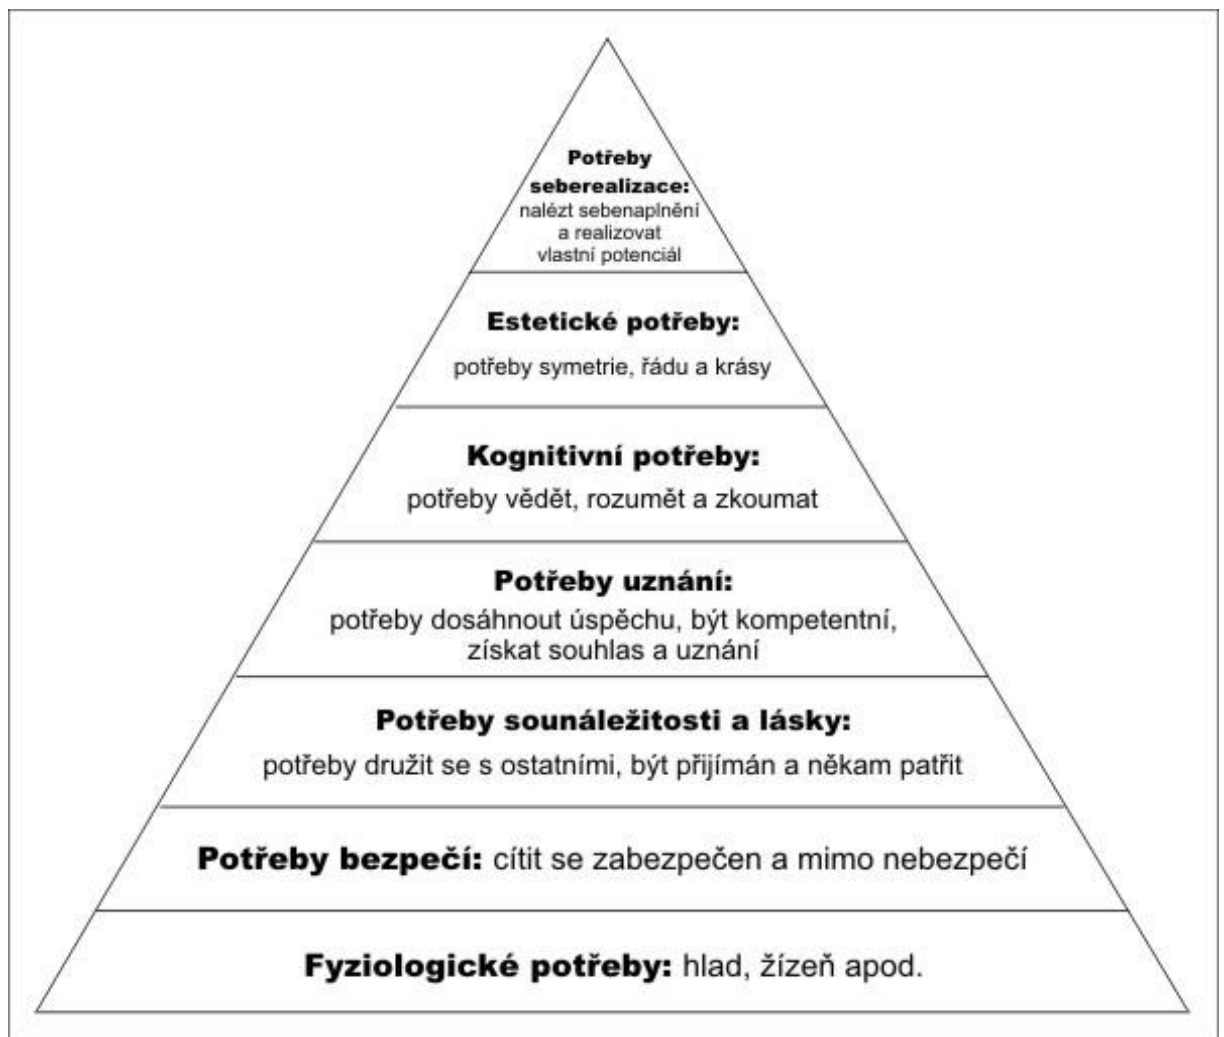 Potřeby
seberealizace:
nalézt sebenaplnění
a realizovat
vlastní potenciál
Estetické potřeby:
potřeby symetrie, řádu a krásy
Kognitivní potřeby:
potřeby vědět, rozumět a zkoumat
Potřeby uznání:
potřeby dosáhnout úspěchu, být kompetentní,
získat souhlas a uznání
Potřeby sounáležitosti a lásky:
potřeby družit se s ostatními, být přijímán a někam patřit
Potřeby bezpečí: cítit se zabezpečen a mimo nebezpečí
Fyziologické potřeby: hlad, žízeň apod.